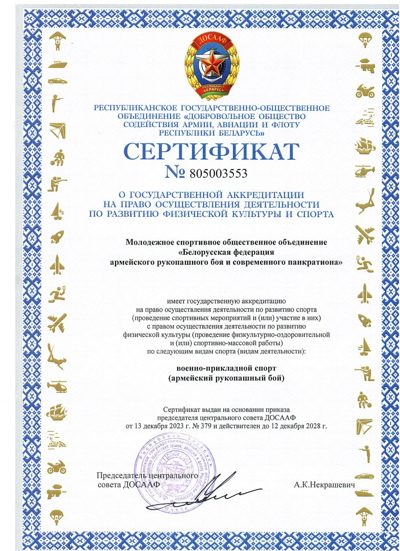 ДОСААФ
БЕЛАРУСЬ
РЕСПУБЛИКАНСКОЕ ГОСУДАРСТВЕННО-ОБЩЕСТВЕННОЕ
ОБЪЕДИНЕНИЕ «ДОБРОВОЛЬНОЕ ОБЩЕСТВО
СОДЕЙСТВИЯ АРМИИ, АВИАЦИИ И ФЛОТУ
РЕСПУБЛИКИ БЕЛАРУСЬ»
СЕРТИФИКАТ
№ 805003553
О ГОСУДАРСТВЕННОЙ АККРЕДИТАЦИИ
НА ПРАВО ОСУЩЕСТВЛЕНИЯ ДЕЯТЕЛЬНОСТИ
ПО РАЗВИТИЮ ФИЗИЧЕСКОЙ КУЛЬТУРЫ И СПОРТА
Молодежное спортивное общественное объединение
«Белорусская федерация
армейского рукопашного боя и современного панкратиона»
имеет государственную аккредитацию
на право осуществления деятельности по развитию спорта
(проведение спортивных мероприятий и (или) участие в них)
с правом осуществления деятельности по развитию
физической культуры (проведение физкультурно-оздоровительной
и (или) спортивно-массовой работы)
по следующим видам спорта (видам деятельности):
военно-прикладной спорт
(армейский рукопашный бой)
Сертификат выдан на основании приказа
председателя центрального совета ДОСААФ
от 13 декабря 2023 г. № 379 и действителен до 12 декабря 2028 г.
Председатель центрального
совета ДОСААФ
А.К.Некрашевич